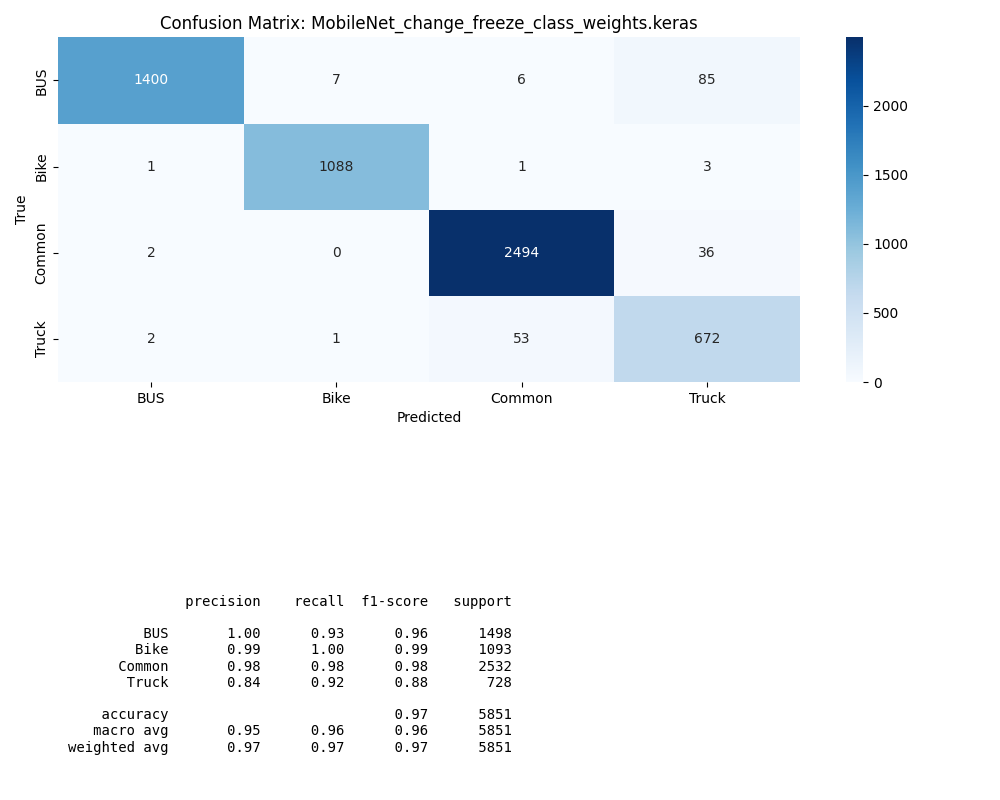 Confusion Matrix: MobileNet_change_freeze_class_weights.keras
BUS 1400 7 6 85
Bike 1 1088 1 3
Common 2 0 2494 36
Truck 2 1 53 672
True
BUS Bike Common Truck
Predicted
2000
1500
1000
500
0
precision recall f1-score support
BUS 1.00 0.93 0.96 1498
Bike 0.99 1.00 0.99 1093
Common 0.98 0.98 0.98 2532
Truck 0.84 0.92 0.88 728
accuracy 0.97 5851
macro avg 0.95 0.96 0.96 5851
weighted avg 0.97 0.97 0.97 5851